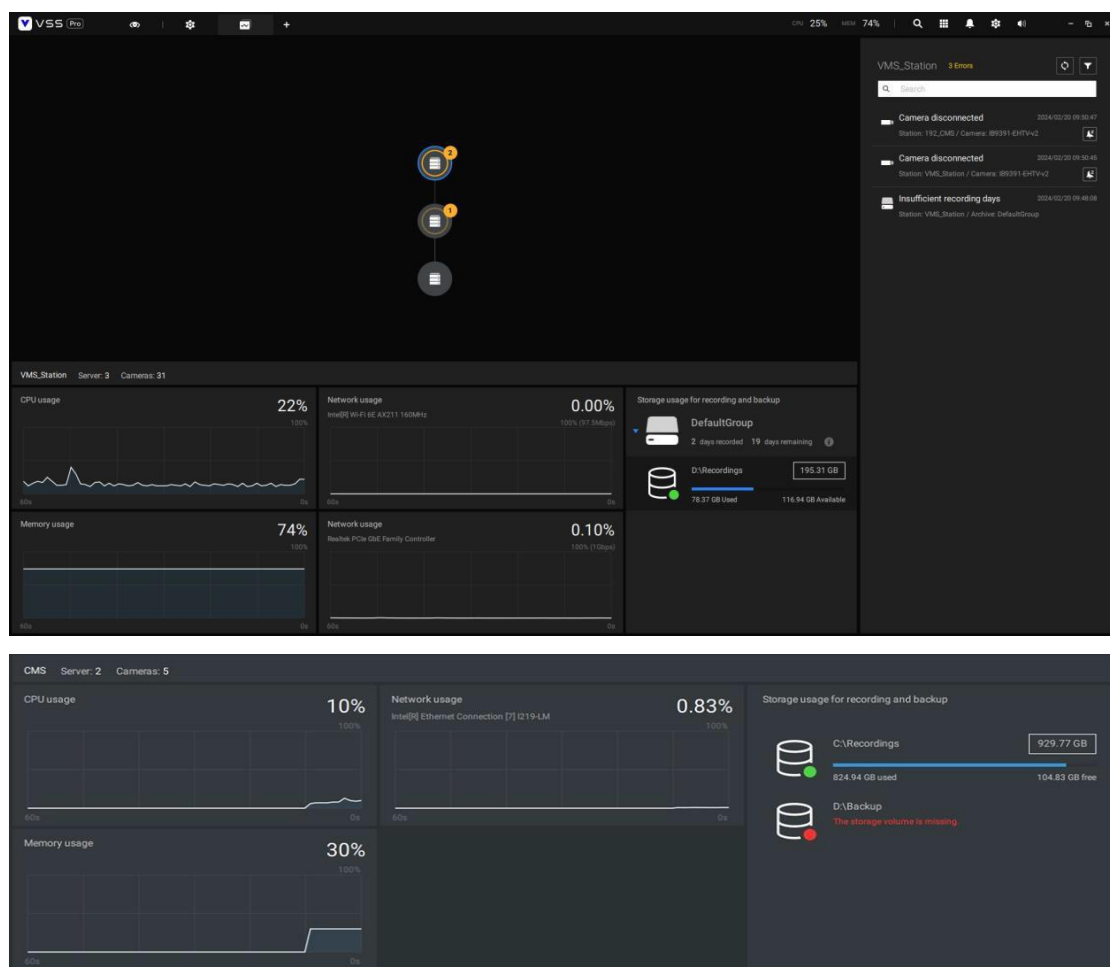 VSS Pro
+
CPU 25% MEM 74%
VMS_Station 3 Errors
Search
Camera disconnected 2024/02/20 09:50:47
Station: 192_CMS / Camera: IB9391-EHTV-v2
Camera disconnected 2024/02/20 09:50:45
Station: VMS_Station / Camera: IB9391-EHTV-v2
Insufficient recording days 2024/02/20 09:48:08
Station: VMS_Station / Archive: DefaultGroup
2
1
VMS_Station Server: 3 Cameras: 31
CPU usage 22%
100%
60s 0s
Network usage 0.00%
Intel[R] Wi-Fi 6E AX211 160MHz
100% (97.5Mbps)
60s 0s
Storage usage for recording and backup
DefaultGroup
2 days recorded 19 days remaining
D:\Recordings 195.31 GB
78.37 GB Used 116.94 GB Available
Memory usage 74%
100%
60s 0s
Network usage 0.10%
Realtek PCIe GbE Family Controller
100% (1Gbps)
60s 0s
CMS Server: 2 Cameras: 5
CPU usage 10%
100%
60s 0s
Network usage 0.83%
Intel[R] Ethernet Connection [7] I219-LM
100%
60s 0s
Storage usage for recording and backup
C:\Recordings 929.77 GB
824.94 GB used 104.83 GB free
D:\Backup
The storage volume is missing
Memory usage 30%
100%
60s 0s